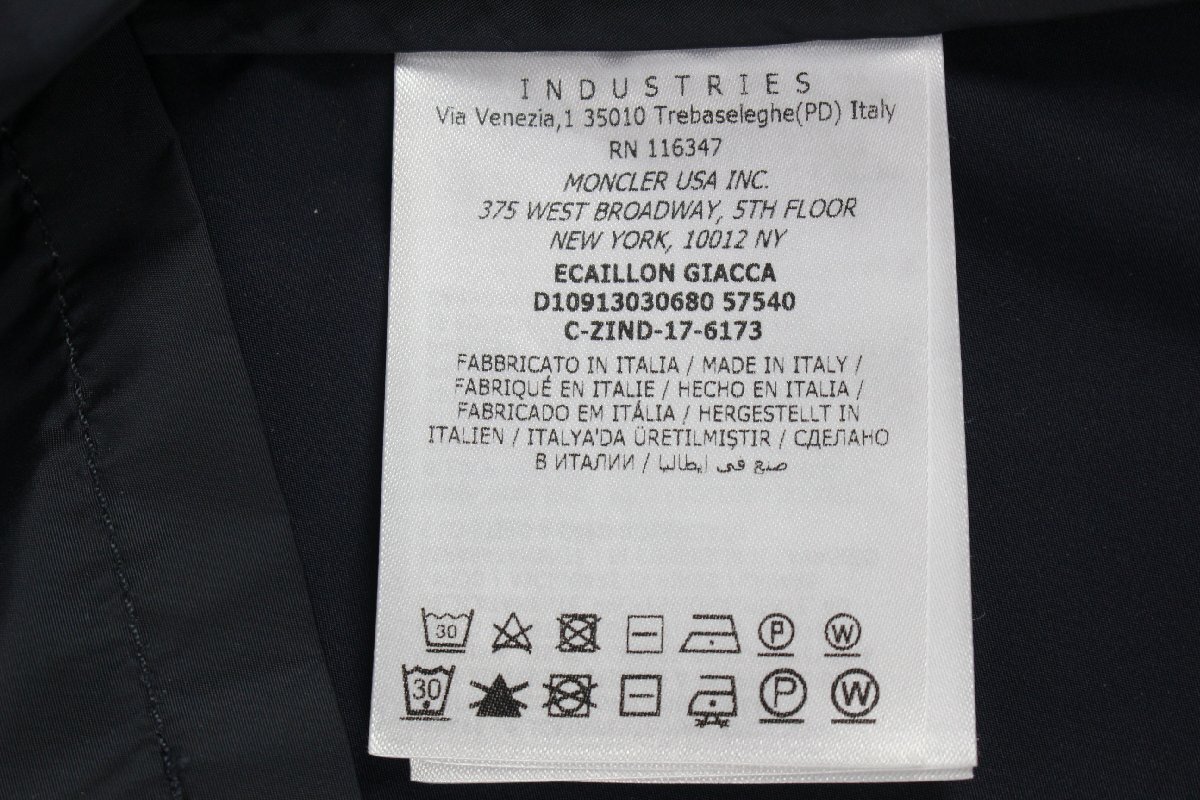 INDUSTRIES
Via Venezia,1 35010 Trebaseleghe(PD) Italy
RN 116347
MONCLER USA INC.
375 WEST BROADWAY, 5TH FLOOR
NEW YORK, 10012 NY
ECAILLON GIACCA
D10913030680 57540
C-ZIND-17-6173
FABBRICATO IN ITALIA / MADE IN ITALY /
FABRIQUÉ EN ITALIE / HECHO EN ITALIA /
FABRICADO EM ITÁLIA / HERGESTELLT IN
ITALIEN / ITALYA'DA ÜRETILMIŞTIR / СДЕЛАНО
В ИТАЛИИ / صنع في ايطاليا
30 P W
30 P W